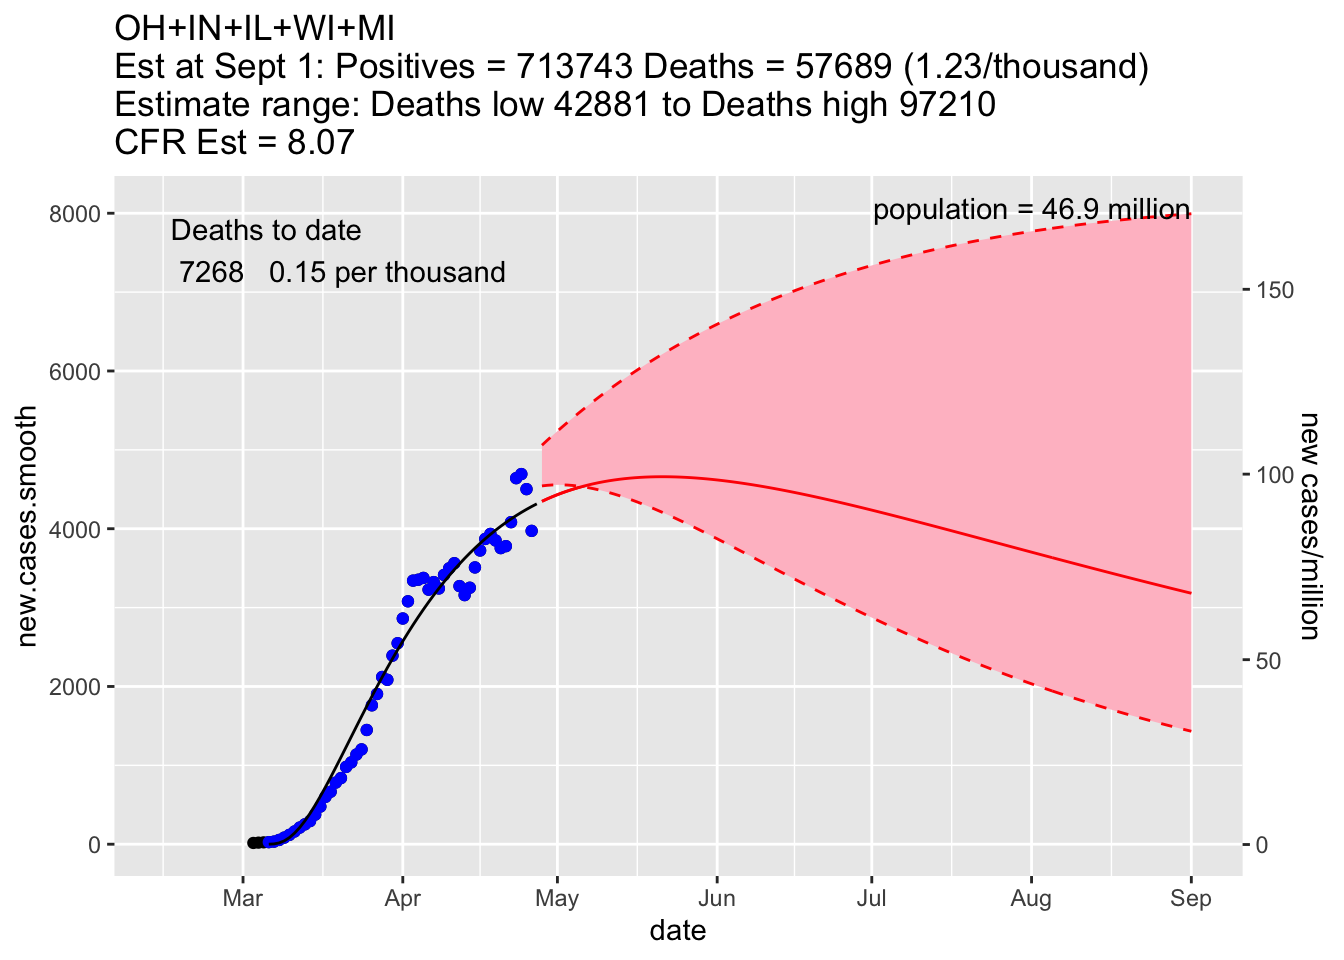 OH+IN+IL+WI+MI
Est at Sept 1: Positives = 713743 Deaths = 57689 (1.23/thousand)
Estimate range: Deaths low 42881 to Deaths high 97210
CFR Est = 8.07
population = 46.9 million
Deaths to date
7268 0.15 per thousand
8000
6000
4000
2000
0
new.cases.smooth
150
100
50
0
new cases/million
Mar Apr May Jun Jul Aug Sep
date